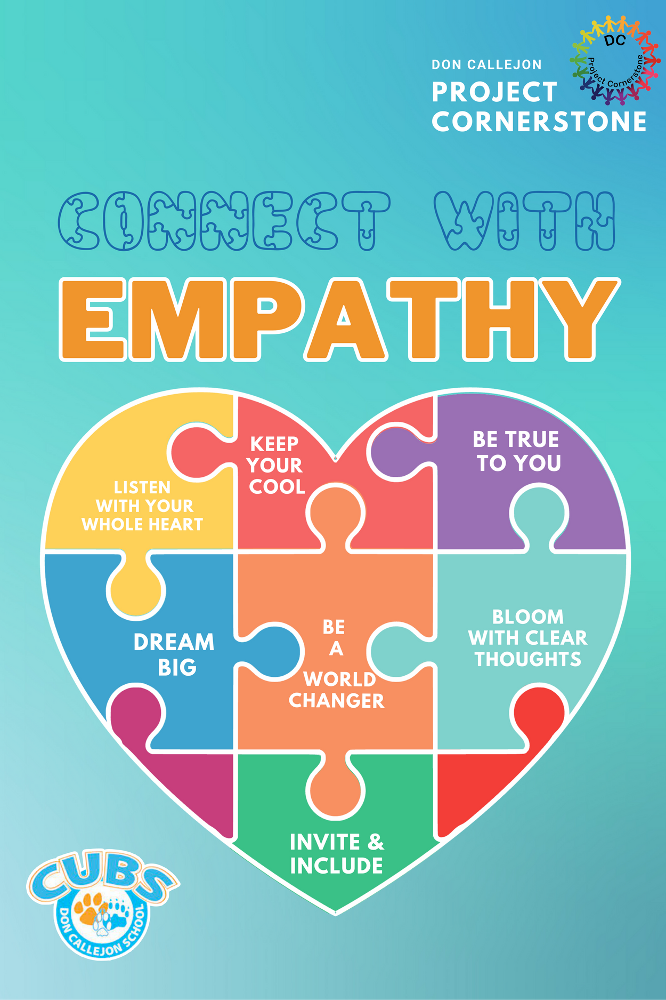 DC
Project Cornerstone
DON CALLEJON
PROJECT
CORNERSTONE
CONNECT WITH
EMPATHY
KEEP
YOUR
COOL
BE TRUE
TO YOU
LISTEN
WITH YOUR
WHOLE HEART
DREAM
BIG
BE
A
WORLD
CHANGER
BLOOM
WITH CLEAR
THOUGHTS
INVITE &
INCLUDE
CUBS
DON CALLEJON SCHOOL